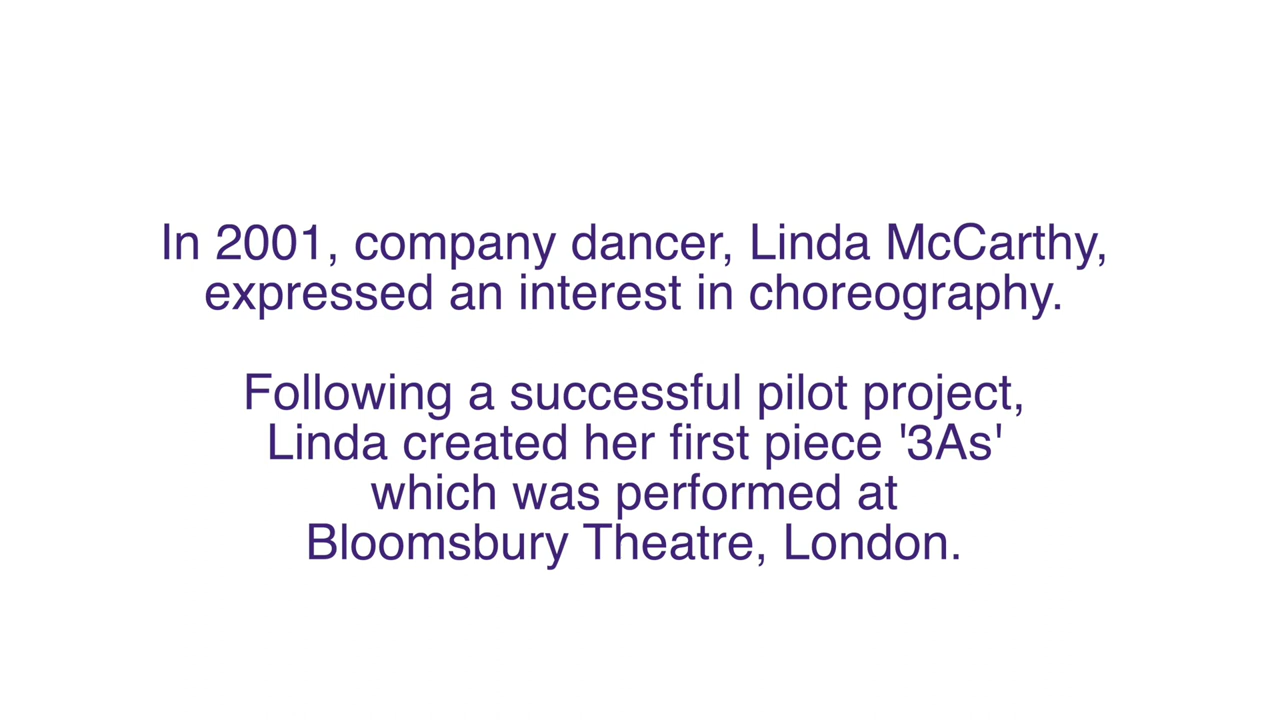 In 2001, company dancer, Linda McCarthy,
expressed an interest in choreography.
Following a successful pilot project,
Linda created her first piece '3As'
which was performed at
Bloomsbury Theatre, London.